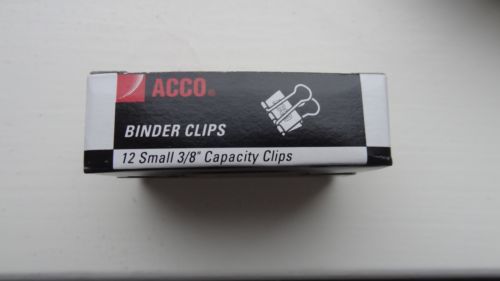 ACCO®
BINDER CLIPS
12 Small 3/8" Capacity Clips